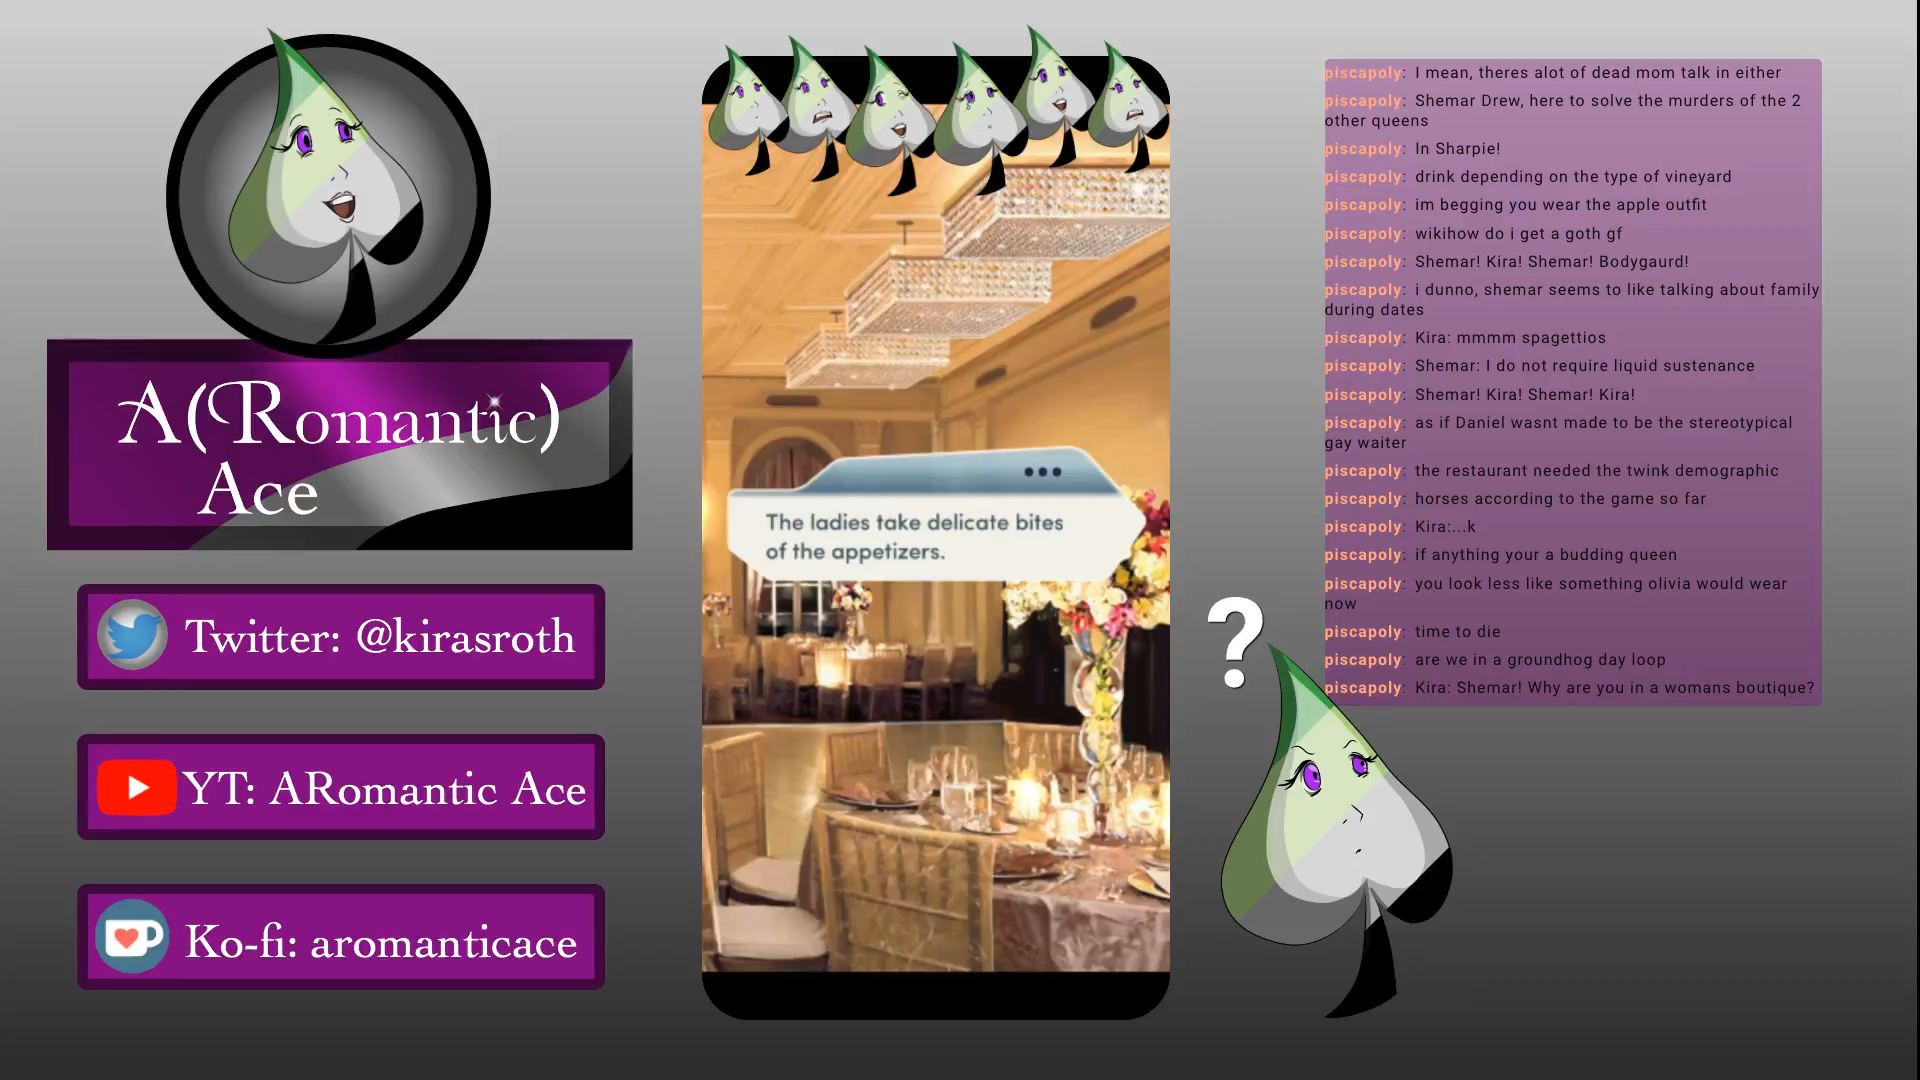 A(Romantic)
Ace
Twitter: @kirasroth
YT: ARomantic Ace
Ko-fi: aromanticace
The ladies take delicate bites
of the appetizers.
?
piscapoly: I mean, theres alot of dead mom talk in either
piscapoly: Shemar Drew, here to solve the murders of the 2
other queens
piscapoly: In Sharpie!
piscapoly: drink depending on the type of vineyard
piscapoly: im begging you wear the apple outfit
piscapoly: wikihow do i get a goth gf
piscapoly: Shemar! Kira! Shemar! Bodygaurd!
piscapoly: i dunno, shemar seems to like talking about family
during dates
piscapoly: Kira: mmmm spagettios
piscapoly: Shemar: I do not require liquid sustenance
piscapoly: Shemar! Kira! Shemar! Kira!
piscapoly: as if Daniel wasnt made to be the stereotypical
gay waiter
piscapoly: the restaurant needed the twink demographic
piscapoly: horses according to the game so far
piscapoly: Kira:...k
piscapoly: if anything your a budding queen
piscapoly: you look less like something olivia would wear
now
piscapoly: time to die
piscapoly: are we in a groundhog day loop
piscapoly: Kira: Shemar! Why are you in a womans boutique?